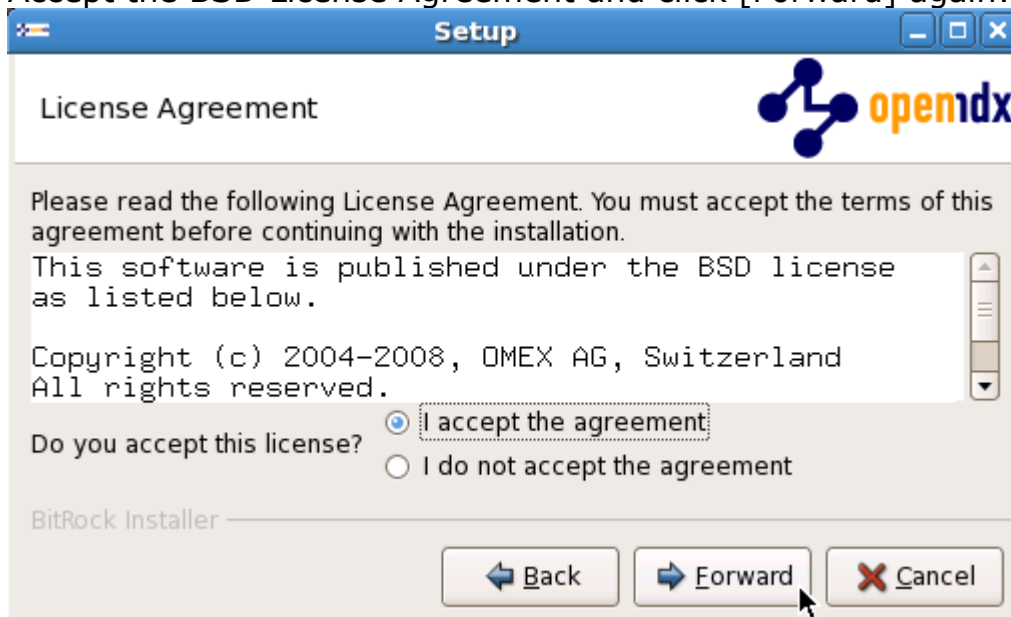 Accept the BSD License Agreement and click [Forward] again.
Setup
License Agreement
openmdx
Please read the following License Agreement. You must accept the terms of this
agreement before continuing with the installation.
This software is published under the BSD license
as listed below.
Copyright (c) 2004-2008, OMEX AG, Switzerland
All rights reserved.
Do you accept this license?
I accept the agreement
I do not accept the agreement
BitRock Installer
Back
Forward
Cancel